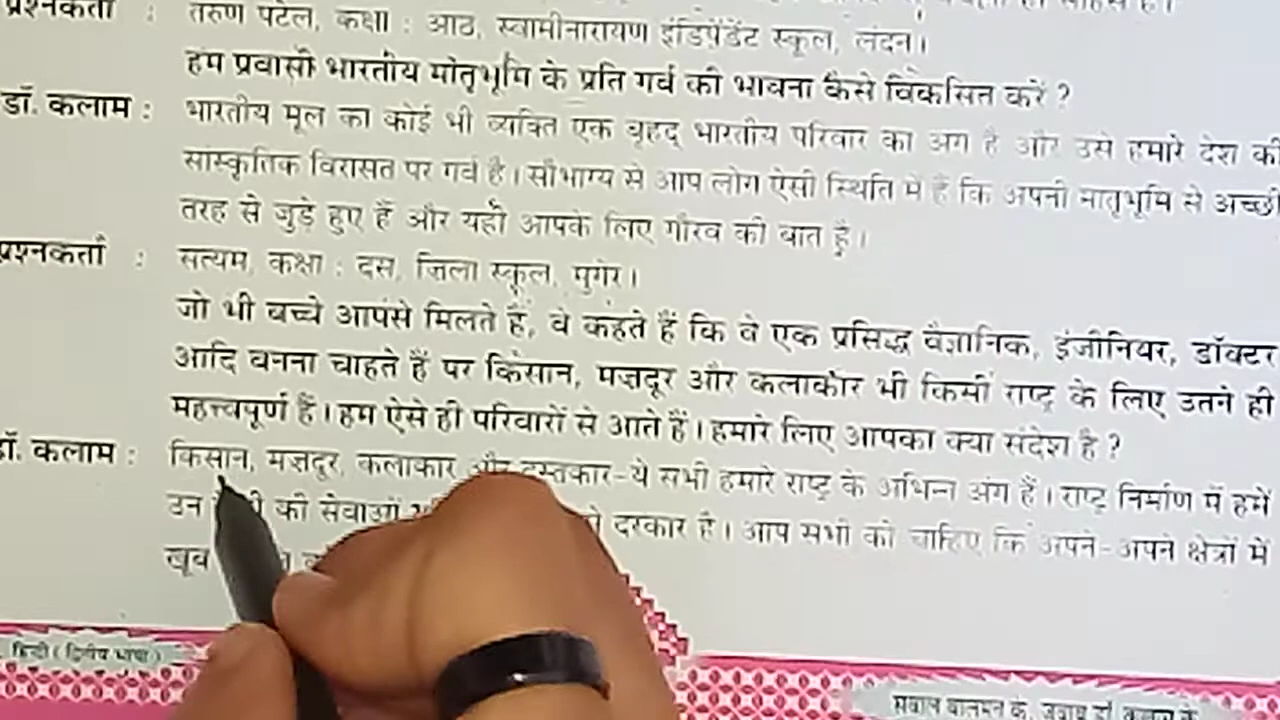 प्रश्नकर्ता : तरुण पटेल, कक्षा : आठ, स्वामीनारायण इंडिपेंडेंट स्कूल, लंदन।
हम प्रवासी भारतीय मातृभूमि के प्रति गर्व की भावना कैसे विकसित करें ?
डॉ. कलाम : भारतीय मूल का कोई भी व्यक्ति एक वृहद् भारतीय परिवार का अंग है और उसे हमारे देश की
सांस्कृतिक विरासत पर गर्व है। सौभाग्य से आप लोग ऐसी स्थिति में हैं कि अपनी मातृभूमि से अच्छी
तरह से जुड़े हुए हैं और यही आपके लिए गौरव की बात है।
प्रश्नकर्ता : सत्यम, कक्षा : दस, ज़िला स्कूल, मुंगेर।
जो भी बच्चे आपसे मिलते हैं, वे कहते हैं कि वे एक प्रसिद्ध वैज्ञानिक, इंजीनियर, डॉक्टर
आदि बनना चाहते हैं पर किसान, मज़दूर और कलाकार भी किसी राष्ट्र के लिए उतने ही
महत्त्वपूर्ण हैं। हम ऐसे ही परिवारों से आते हैं। हमारे लिए आपका क्या संदेश है ?
डॉ. कलाम : किसान, मज़दूर, कलाकार और दस्तकार-ये सभी हमारे राष्ट्र के अभिन्न अंग हैं। राष्ट्र निर्माण में हमें
उन की सेवाओं दरकार है। आप सभी को चाहिए कि अपने-अपने क्षेत्रों में
खूब
हिन्दी (द्वितीय भाषा)
सवाल बालमन के, जवाब डॉ. कलाम के